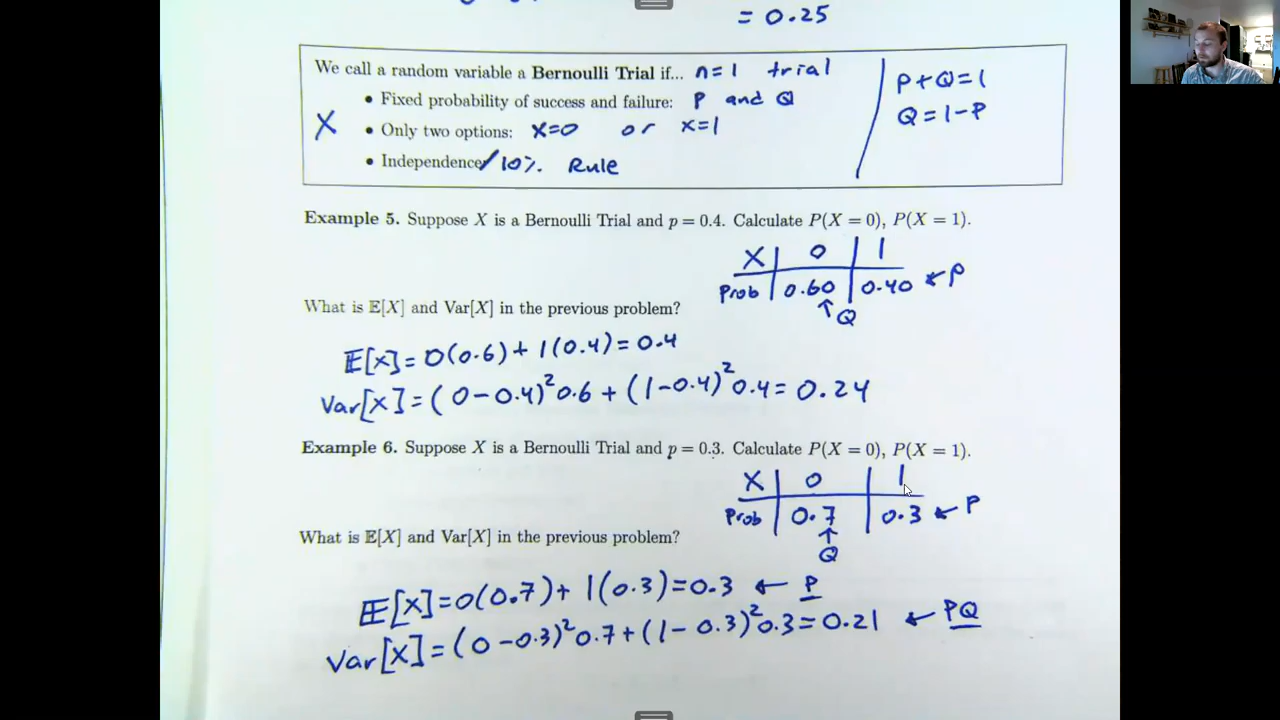 = 0.25
We call a random variable a Bernoulli Trial if... n=1 trial
• Fixed probability of success and failure: P and Q
X
• Only two options: x=0 or x=1
• Independence/10% Rule
P+Q=1
Q=1-P
Example 5. Suppose X is a Bernoulli Trial and p = 0.4. Calculate P(X = 0), P(X = 1).
X | 0 | 1
Prob | 0.60 | 0.40 ← P
↑ Q
What is 𝔼[X] and Var[X] in the previous problem?
𝔼[X]=0(0.6)+1(0.4)=0.4
Var[X]=(0-0.4)²0.6+(1-0.4)²0.4=0.24
Example 6. Suppose X is a Bernoulli Trial and p = 0.3. Calculate P(X = 0), P(X = 1).
X | 0 | 1
Prob | 0.7 | 0.3 ← P
↑
Q
What is 𝔼[X] and Var[X] in the previous problem?
𝔼[X]=0(0.7)+1(0.3)=0.3 ← P
Var[X]=(0-0.3)²0.7+(1-0.3)²0.3=0.21 ← PQ